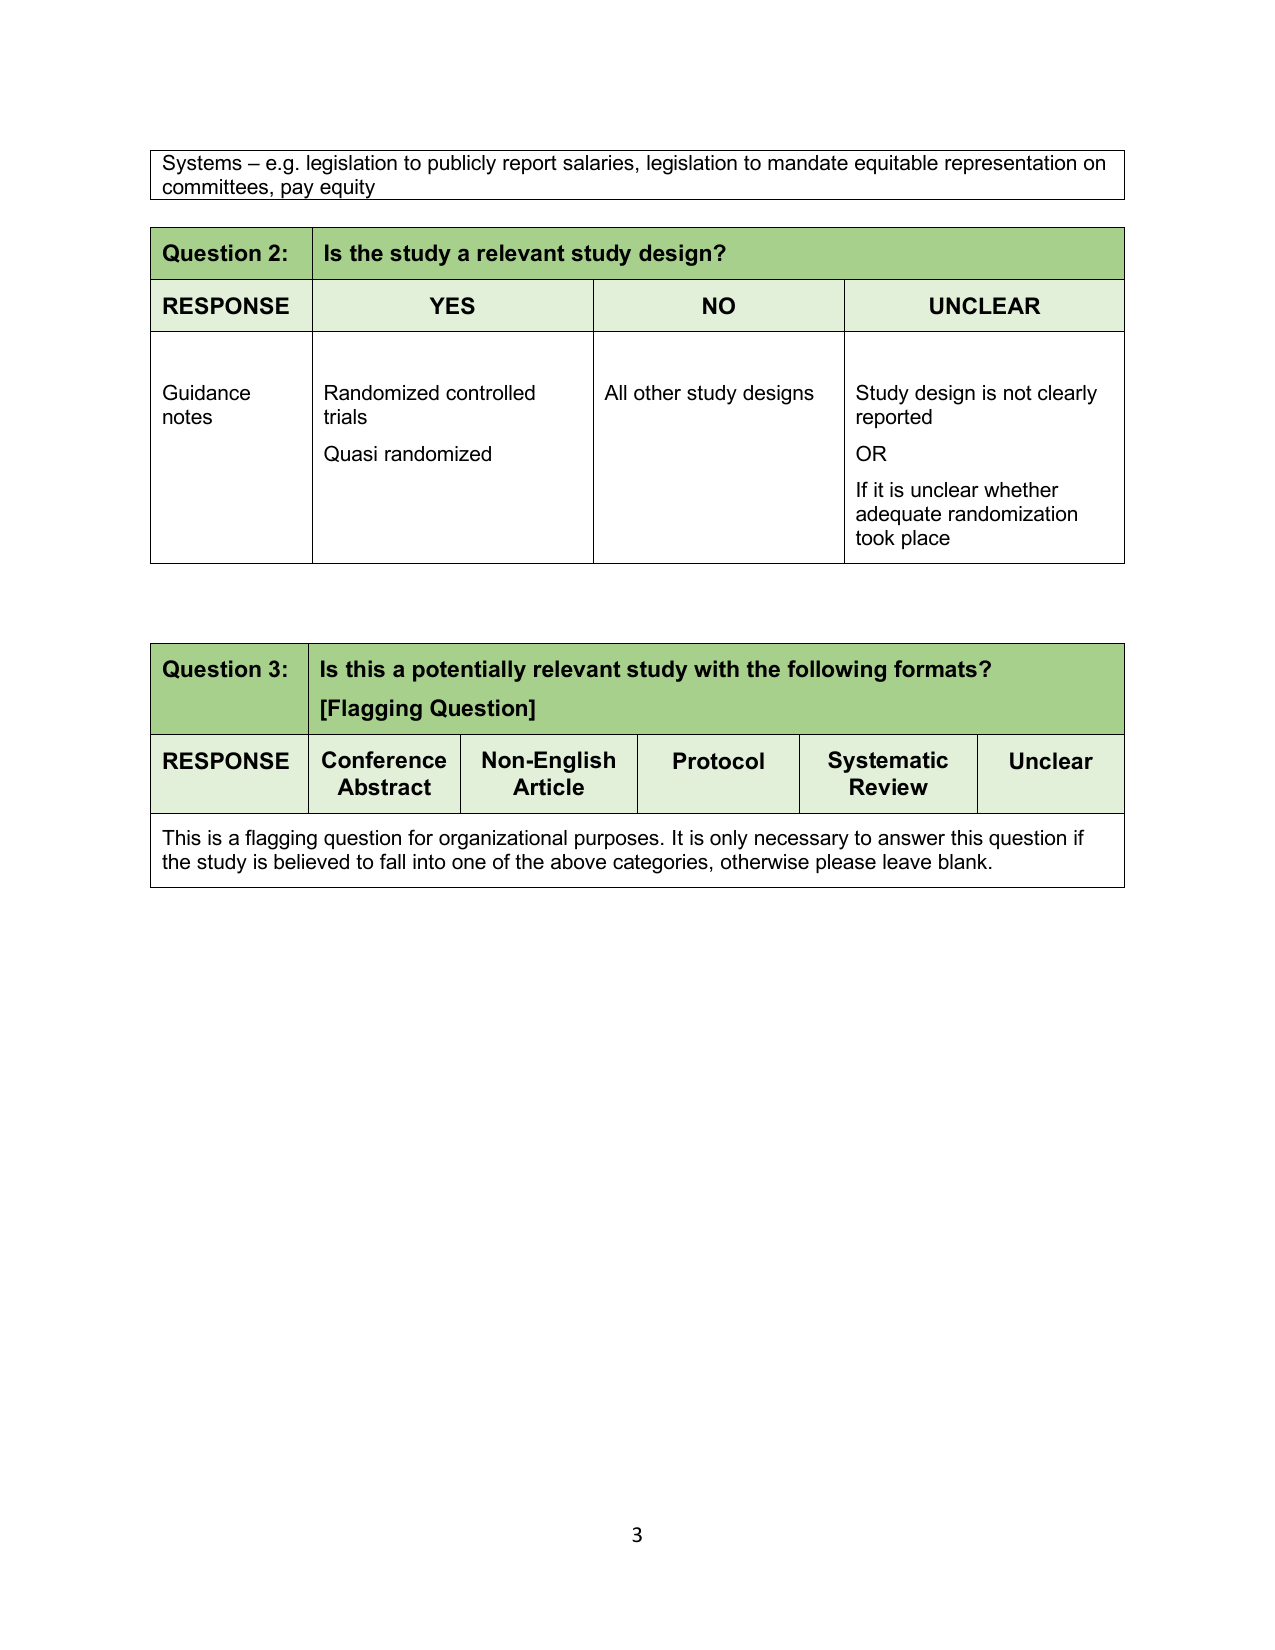 Systems – e.g. legislation to publicly report salaries, legislation to mandate equitable representation on
committees, pay equity
Question 2:
Is the study a relevant study design?
RESPONSE
YES
NO
UNCLEAR
Guidance
notes
Randomized controlled
trials
Quasi randomized
All other study designs
Study design is not clearly
reported
OR
If it is unclear whether
adequate randomization
took place
Question 3:
Is this a potentially relevant study with the following formats?
[Flagging Question]
RESPONSE
Conference
Abstract
Non-English
Article
Protocol
Systematic
Review
Unclear
This is a flagging question for organizational purposes. It is only necessary to answer this question if
the study is believed to fall into one of the above categories, otherwise please leave blank.
3